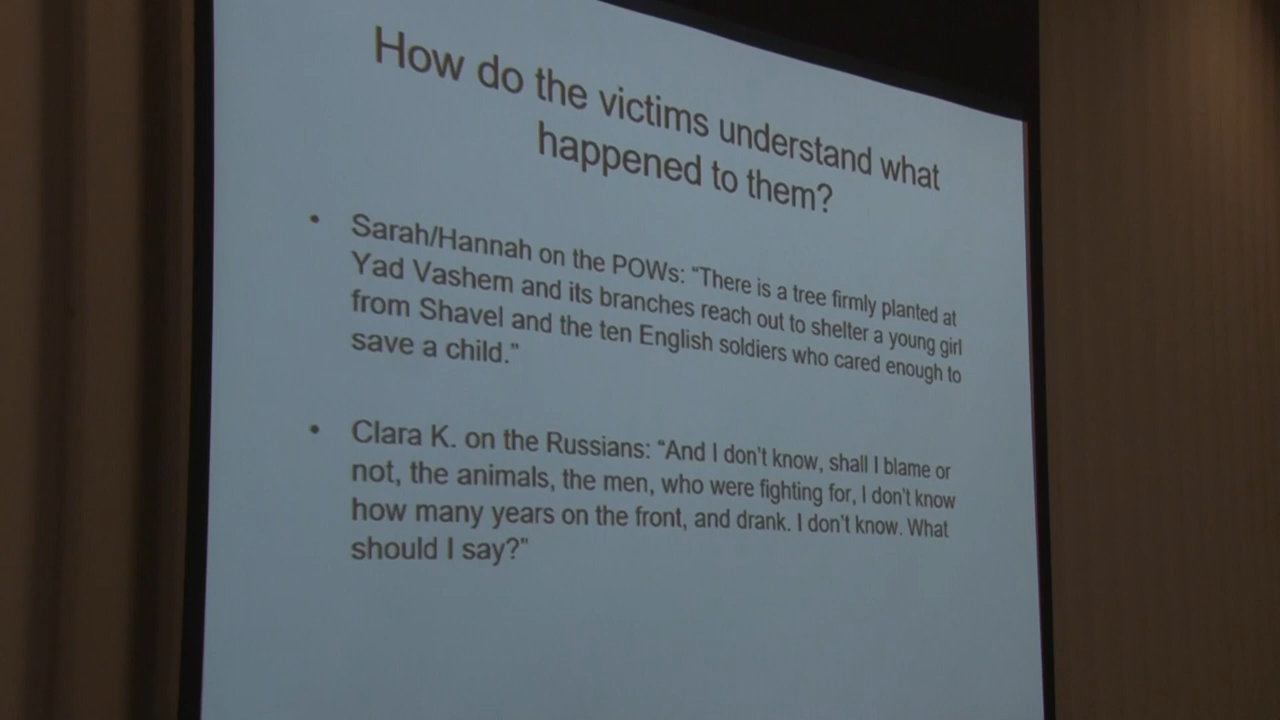 How do the victims understand what
happened to them?
• Sarah/Hannah on the POWs: “There is a tree firmly planted at
Yad Vashem and its branches reach out to shelter a young girl
from Shavel and the ten English soldiers who cared enough to
save a child.”
• Clara K. on the Russians: “And I don't know, shall I blame or
not, the animals, the men, who were fighting for, I don't know
how many years on the front, and drank. I don't know. What
should I say?”